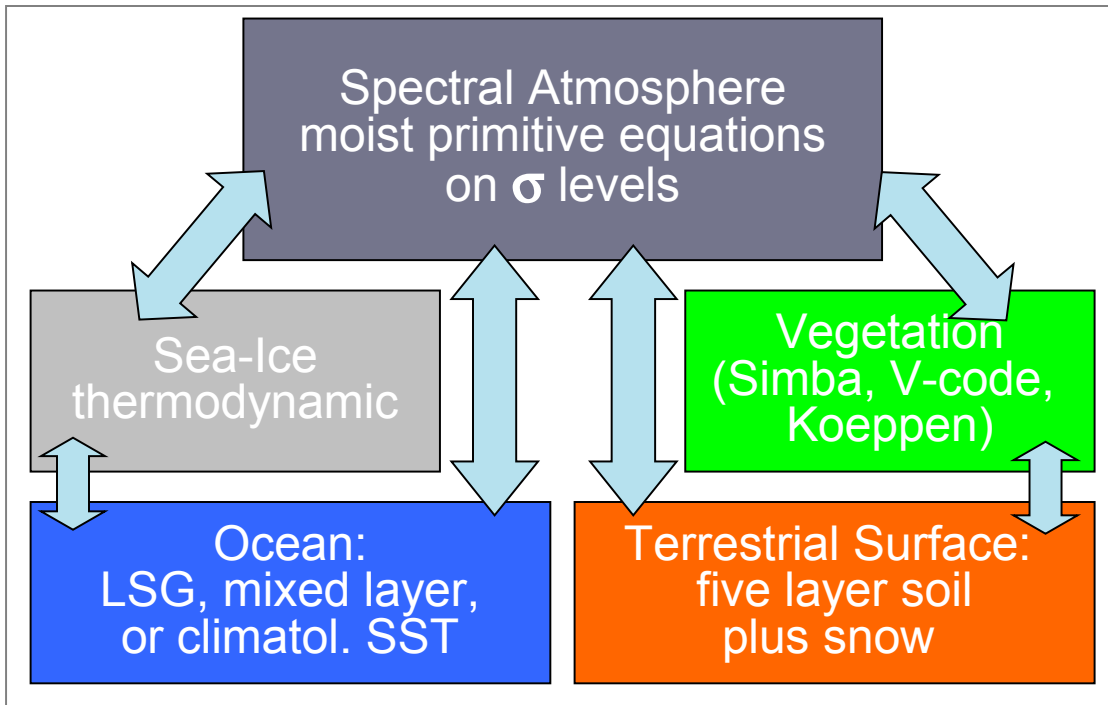 Spectral Atmosphere
moist primitive equations
on σ levels
Sea-Ice
thermodynamic
Vegetation
(Simba, V-code,
Koeppen)
Ocean:
LSG, mixed layer,
or climatol. SST
Terrestrial Surface:
five layer soil
plus snow